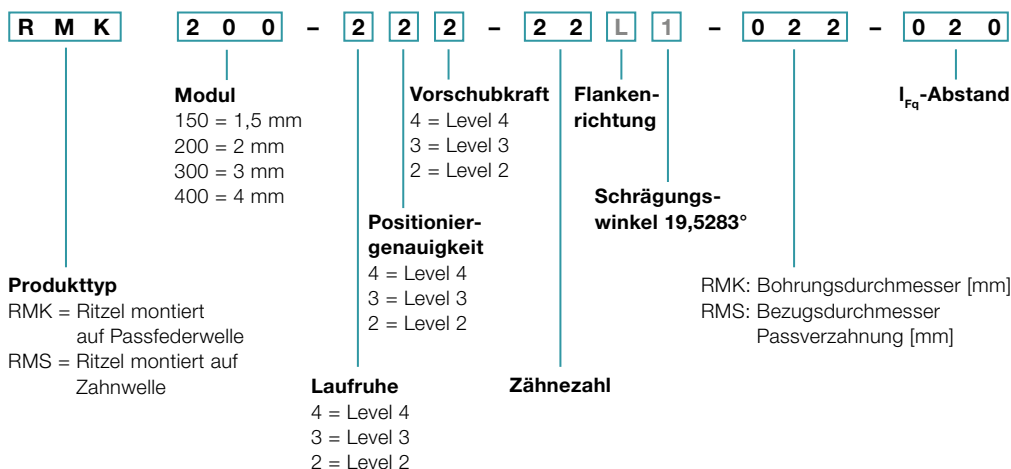 R M K 2 0 0 – 2 2 2 – 2 2 L 1 – 0 2 2 – 0 2 0
Modul
150 = 1,5 mm
200 = 2 mm
300 = 3 mm
400 = 4 mm
Vorschubkraft
4 = Level 4
3 = Level 3
2 = Level 2
Flanken-
richtung
l_Fq-Abstand
Schrägungs-
winkel 19,5283°
Positionier-
genauigkeit
4 = Level 4
3 = Level 3
2 = Level 2
Produkttyp
RMK = Ritzel montiert
auf Passfederwelle
RMS = Ritzel montiert auf
Zahnwelle
RMK: Bohrungsdurchmesser [mm]
RMS: Bezugsdurchmesser
Passverzahnung [mm]
Laufruhe
4 = Level 4
3 = Level 3
2 = Level 2
Zähnezahl